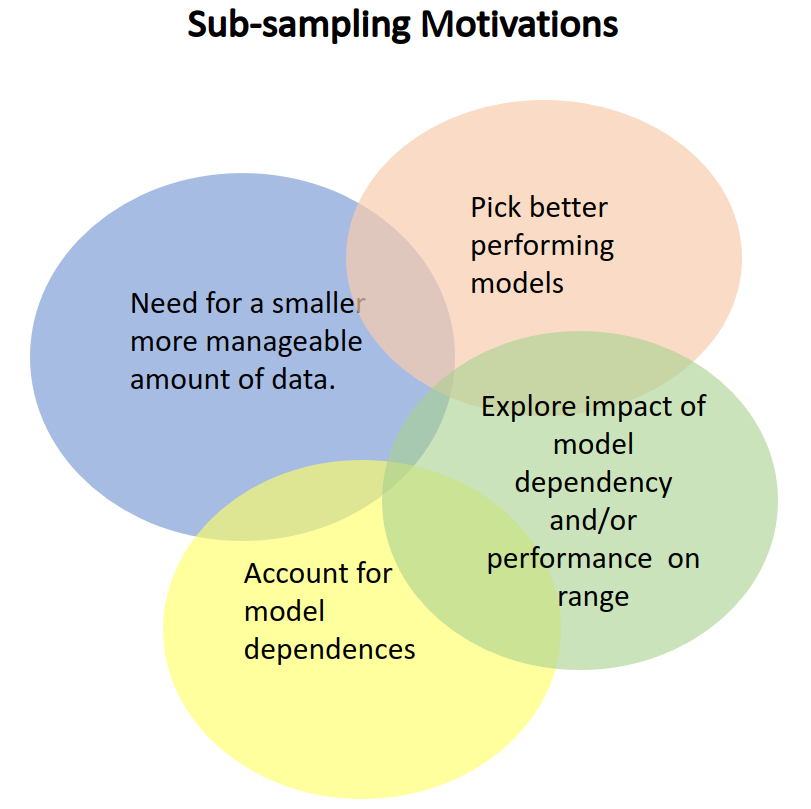 Sub-sampling Motivations
Pick better
performing
models
Need for a smaller
more manageable
amount of data.
Explore impact of
model
dependency
and/or
performance on
range
Account for
model
dependences